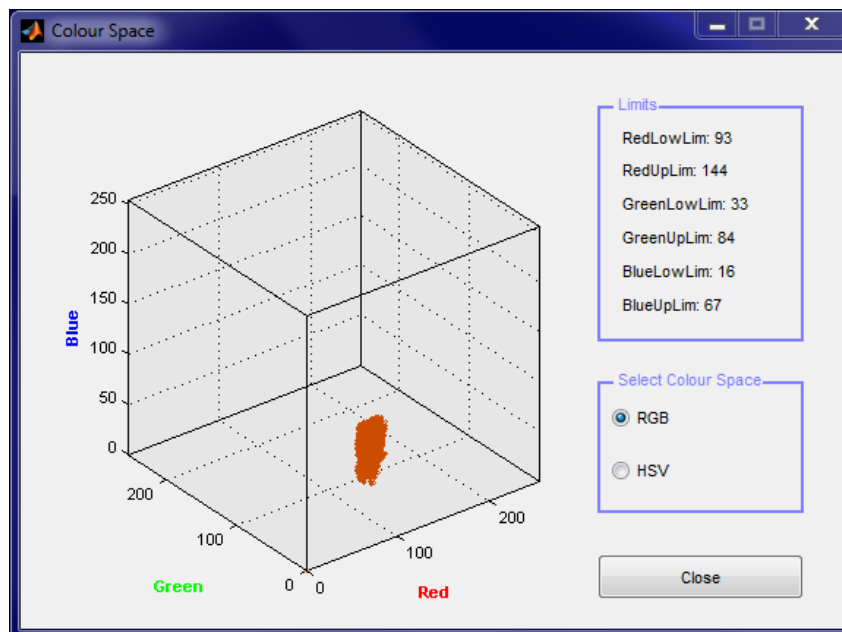 Colour Space
250
200
150
100
50
0
Blue
200
100
0
Green
0
100
200
Red
Limits
RedLowLim: 93
RedUpLim: 144
GreenLowLim: 33
GreenUpLim: 84
BlueLowLim: 16
BlueUpLim: 67
Select Colour Space
RGB
HSV
Close